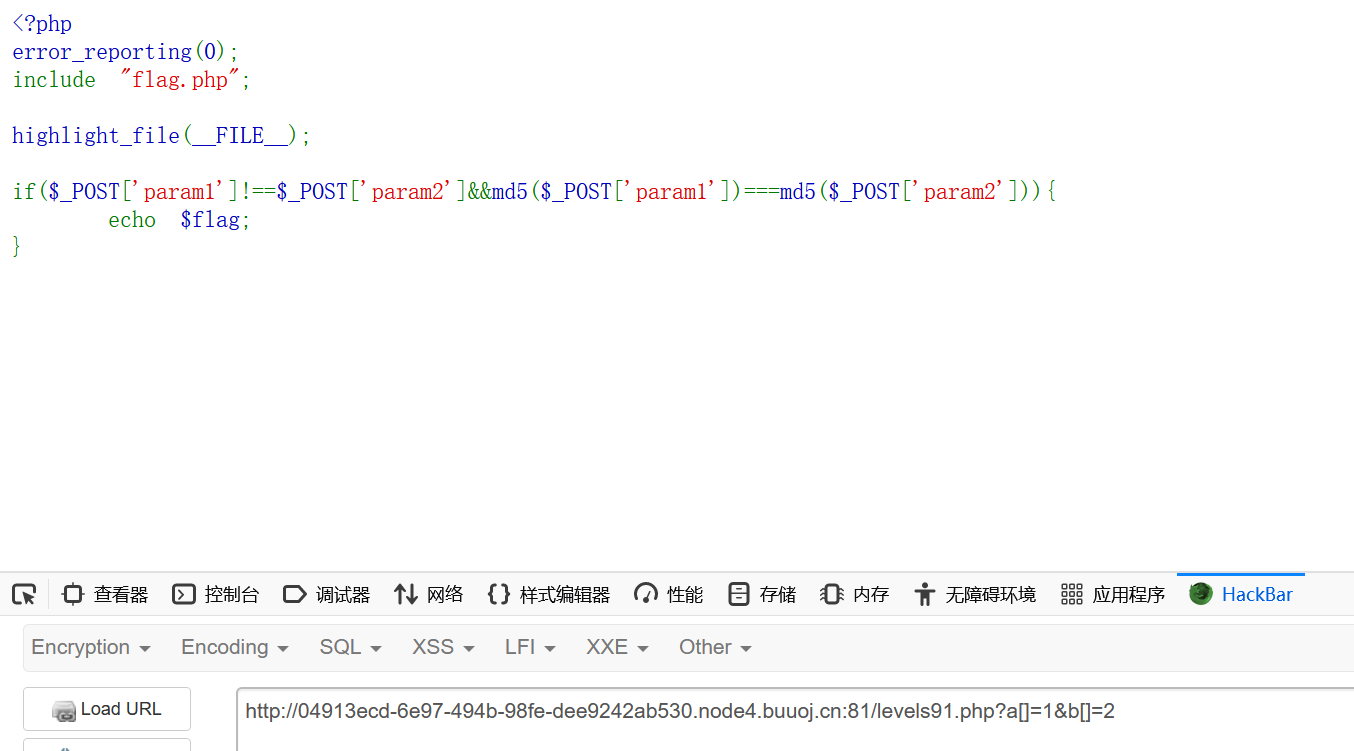 <?php
error_reporting(0);
include "flag.php";
highlight_file(__FILE__);
if($_POST['param1']!==$_POST['param2']&&md5($_POST['param1'])===md5($_POST['param2'])){
echo $flag;
}
查看器 控制台 调试器 网络 样式编辑器 性能 存储 内存 无障碍环境 应用程序 HackBar
Encryption Encoding SQL XSS LFI XXE Other
Load URL http://04913ecd-6e97-494b-98fe-dee9242ab530.node4.buuoj.cn:81/levels91.php?a[]=1&b[]=2